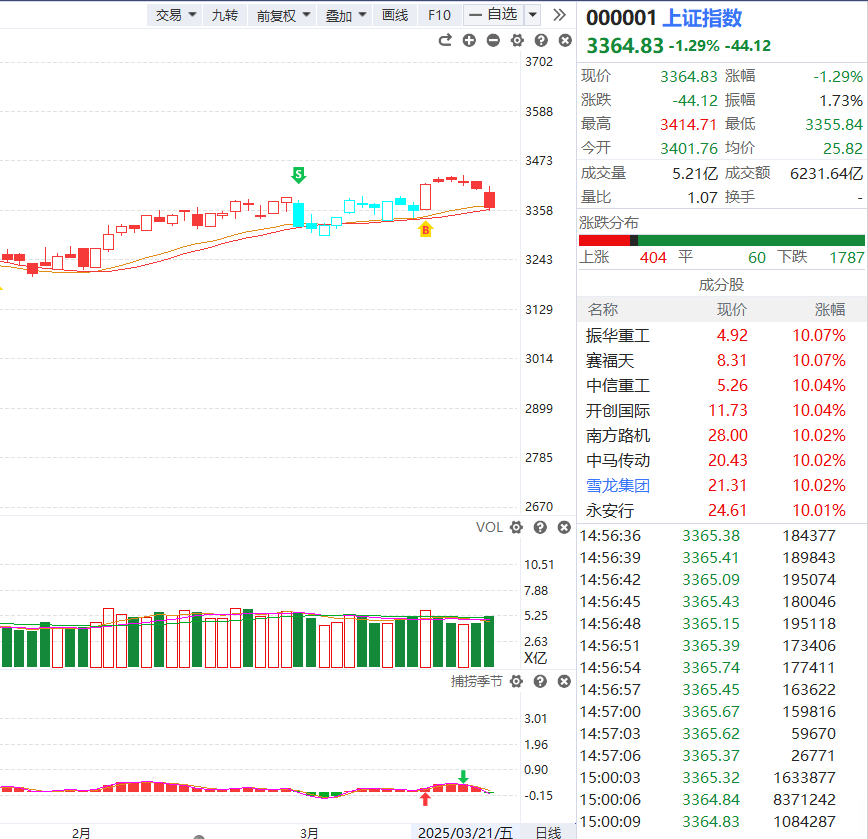 交易 九转 前复权 叠加 画线 F10 一 自选
000001 上证指数
3364.83 -1.29% -44.12
现价 3364.83 涨幅 -1.29%
涨跌 -44.12 振幅 1.73%
最高 3414.71 最低 3355.84
今开 3401.76 均价 25.82
成交量 5.21亿 成交额 6231.64亿
量比 1.07 换手 -
涨跌分布
上涨 404 平 60 下跌 1787
成分股
名称 现价 涨幅
振华重工 4.92 10.07%
赛福天 8.31 10.07%
中信重工 5.26 10.04%
开创国际 11.73 10.04%
南方路机 28.00 10.02%
中马传动 20.43 10.02%
雪龙集团 21.31 10.02%
永安行 24.61 10.01%
14:56:36 3365.38 184377
14:56:39 3365.41 189843
14:56:42 3365.09 195074
14:56:45 3365.43 180046
14:56:48 3365.15 195118
14:56:51 3365.39 173406
14:56:54 3365.74 177411
14:56:57 3365.45 163622
14:57:00 3365.67 159816
14:57:03 3365.62 59670
14:57:06 3365.37 26771
15:00:03 3365.32 1633877
15:00:06 3364.84 8371242
15:00:09 3364.83 1084287
3702
3588
3473
S
3358
B
3243
3129
3014
2899
2785
2670
VOL
10.51
7.88
5.25
2.63
X亿
捕捞季节
3.01
1.96
0.90
-0.15
2月 3月 2025/03/21/五 日线